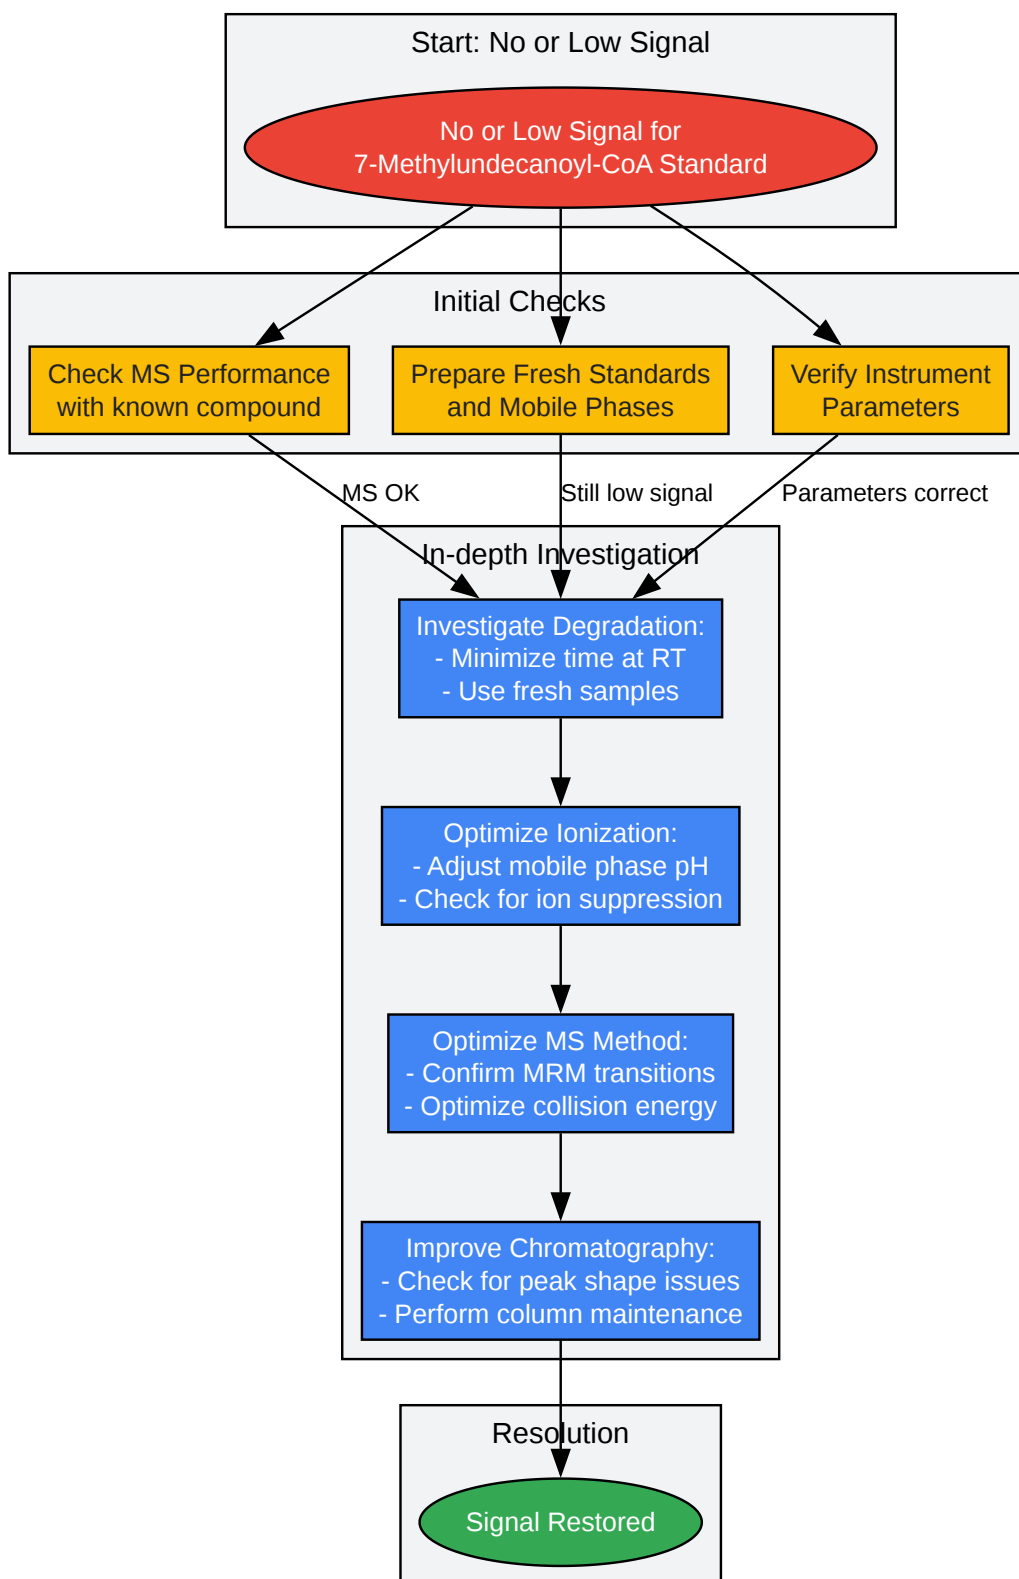 Start: No or Low Signal
No or Low Signal for
7-Methylundecanoyl-CoA Standard
Initial Checks
Check MS Performance
with known compound
Prepare Fresh Standards
and Mobile Phases
Verify Instrument
Parameters
MS OK
Still low signal
Parameters correct
In-depth Investigation
Investigate Degradation:
- Minimize time at RT
- Use fresh samples
Optimize Ionization:
- Adjust mobile phase pH
- Check for ion suppression
Optimize MS Method:
- Confirm MRM transitions
- Optimize collision energy
Improve Chromatography:
- Check for peak shape issues
- Perform column maintenance
Resolution
Signal Restored